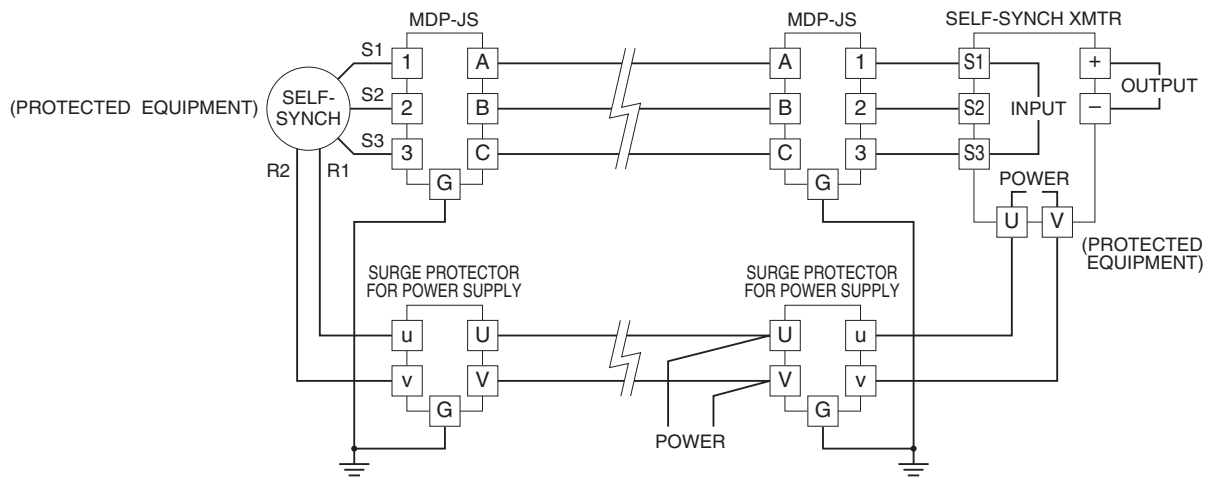 MDP-JS
MDP-JS
SELF-SYNCH XMTR
S1
1
A
A
1
S1
+
(PROTECTED EQUIPMENT)
SELF-
SYNCH
S2
2
B
B
2
S2
INPUT
–
OUTPUT
S3
3
C
C
3
S3
R2
R1
G
G
POWER
U
V
(PROTECTED
EQUIPMENT)
SURGE PROTECTOR
FOR POWER SUPPLY
SURGE PROTECTOR
FOR POWER SUPPLY
u
U
U
u
v
V
V
v
G
G
POWER